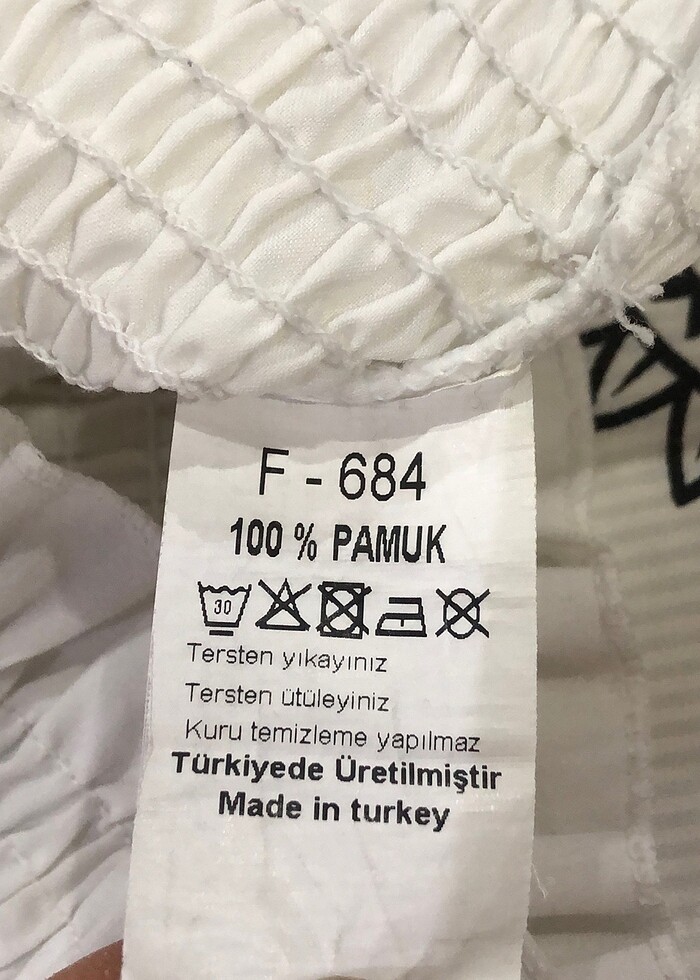 F - 684
100 % PAMUK
30
Tersten yıkayınız
Tersten ütüleyiniz
Kuru temizleme yapılmaz
Türkiyede Üretilmiştir
Made in turkey